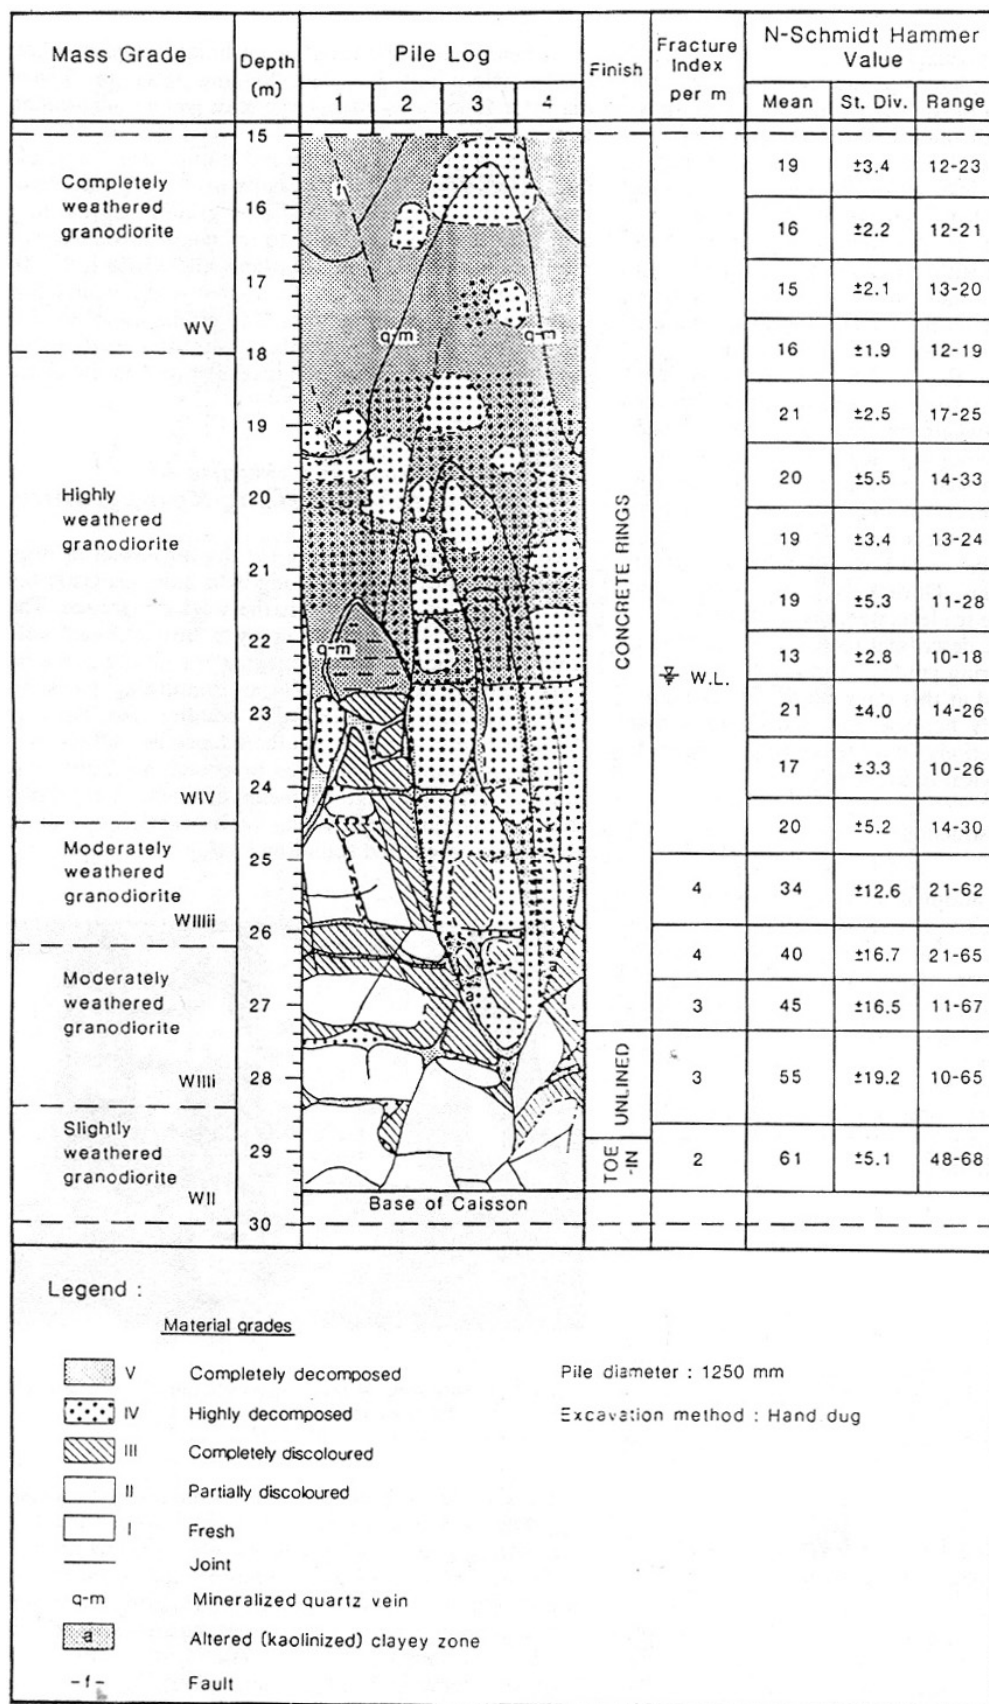 Mass Grade
Depth
(m)
Pile Log
1 2 3 4
Finish
Fracture
Index
per m
N-Schmidt Hammer
Value
Mean St. Div. Range
15
16
17
18
19
20
21
22
23
24
25
26
27
28
29
30
Completely
weathered
granodiorite
WV
Highly
weathered
granodiorite
WIV
Moderately
weathered
granodiorite
WIIIii
Moderately
weathered
granodiorite
WIIIi
Slightly
weathered
granodiorite
WII
f
q-m
q-m
q-m
a
Base of Caisson
CONCRETE RINGS
UNLINED
TOE
-IN
W.L.
19 ±3.4 12-23
16 ±2.2 12-21
15 ±2.1 13-20
16 ±1.9 12-19
21 ±2.5 17-25
20 ±5.5 14-33
19 ±3.4 13-24
19 ±5.3 11-28
13 ±2.8 10-18
21 ±4.0 14-26
17 ±3.3 10-26
20 ±5.2 14-30
4 34 ±12.6 21-62
4 40 ±16.7 21-65
3 45 ±16.5 11-67
3 55 ±19.2 10-65
2 61 ±5.1 48-68
Legend :
Material grades
V Completely decomposed
IV Highly decomposed
III Completely discoloured
II Partially discoloured
I Fresh
Joint
q-m Mineralized quartz vein
a Altered (kaolinized) clayey zone
-f- Fault
Pile diameter : 1250 mm
Excavation method : Hand dug